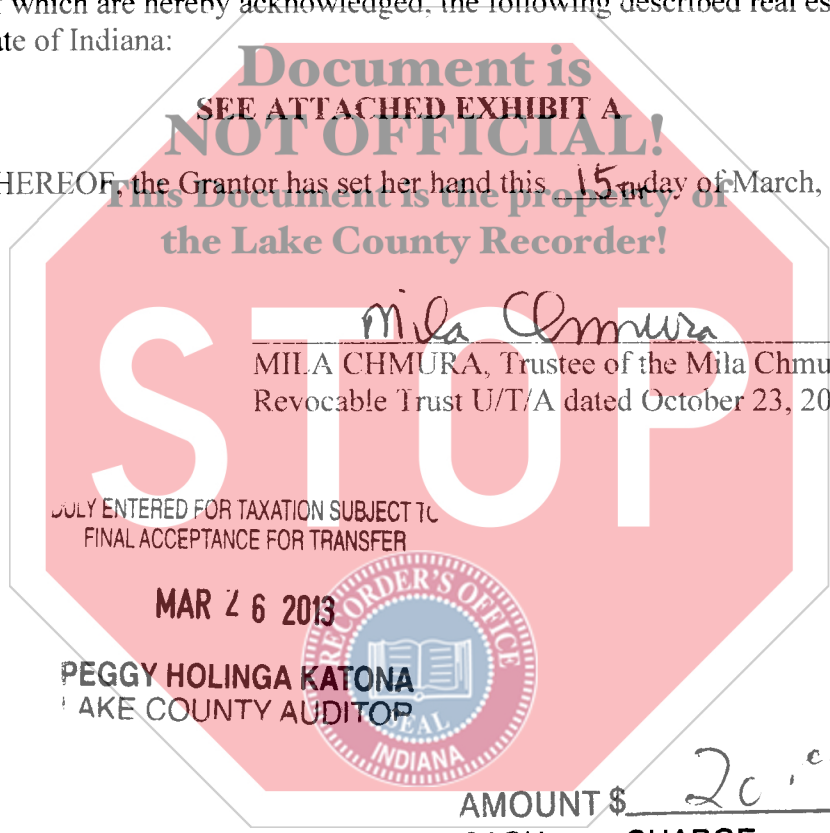 which are hereby acknowledged, the following described real es
ate of Indiana:
Document is
SEE ATTACHED EXHIBIT A
NOT OFFICIAL!
HEREOF, the Grantor has set her hand this 15TH day of March,
This Document is the property of
the Lake County Recorder!
Mila Chmura
MILA CHMURA, Trustee of the Mila Chmu
Revocable Trust U/T/A dated October 23, 20
STOP
DULY ENTERED FOR TAXATION SUBJECT TO
FINAL ACCEPTANCE FOR TRANSFER
MAR 26 2013
RECORDER'S OFFICE
PEGGY HOLINGA KATONA
LAKE COUNTY AUDITOR
SEAL
INDIANA
AMOUNT $ 20
CHARGE